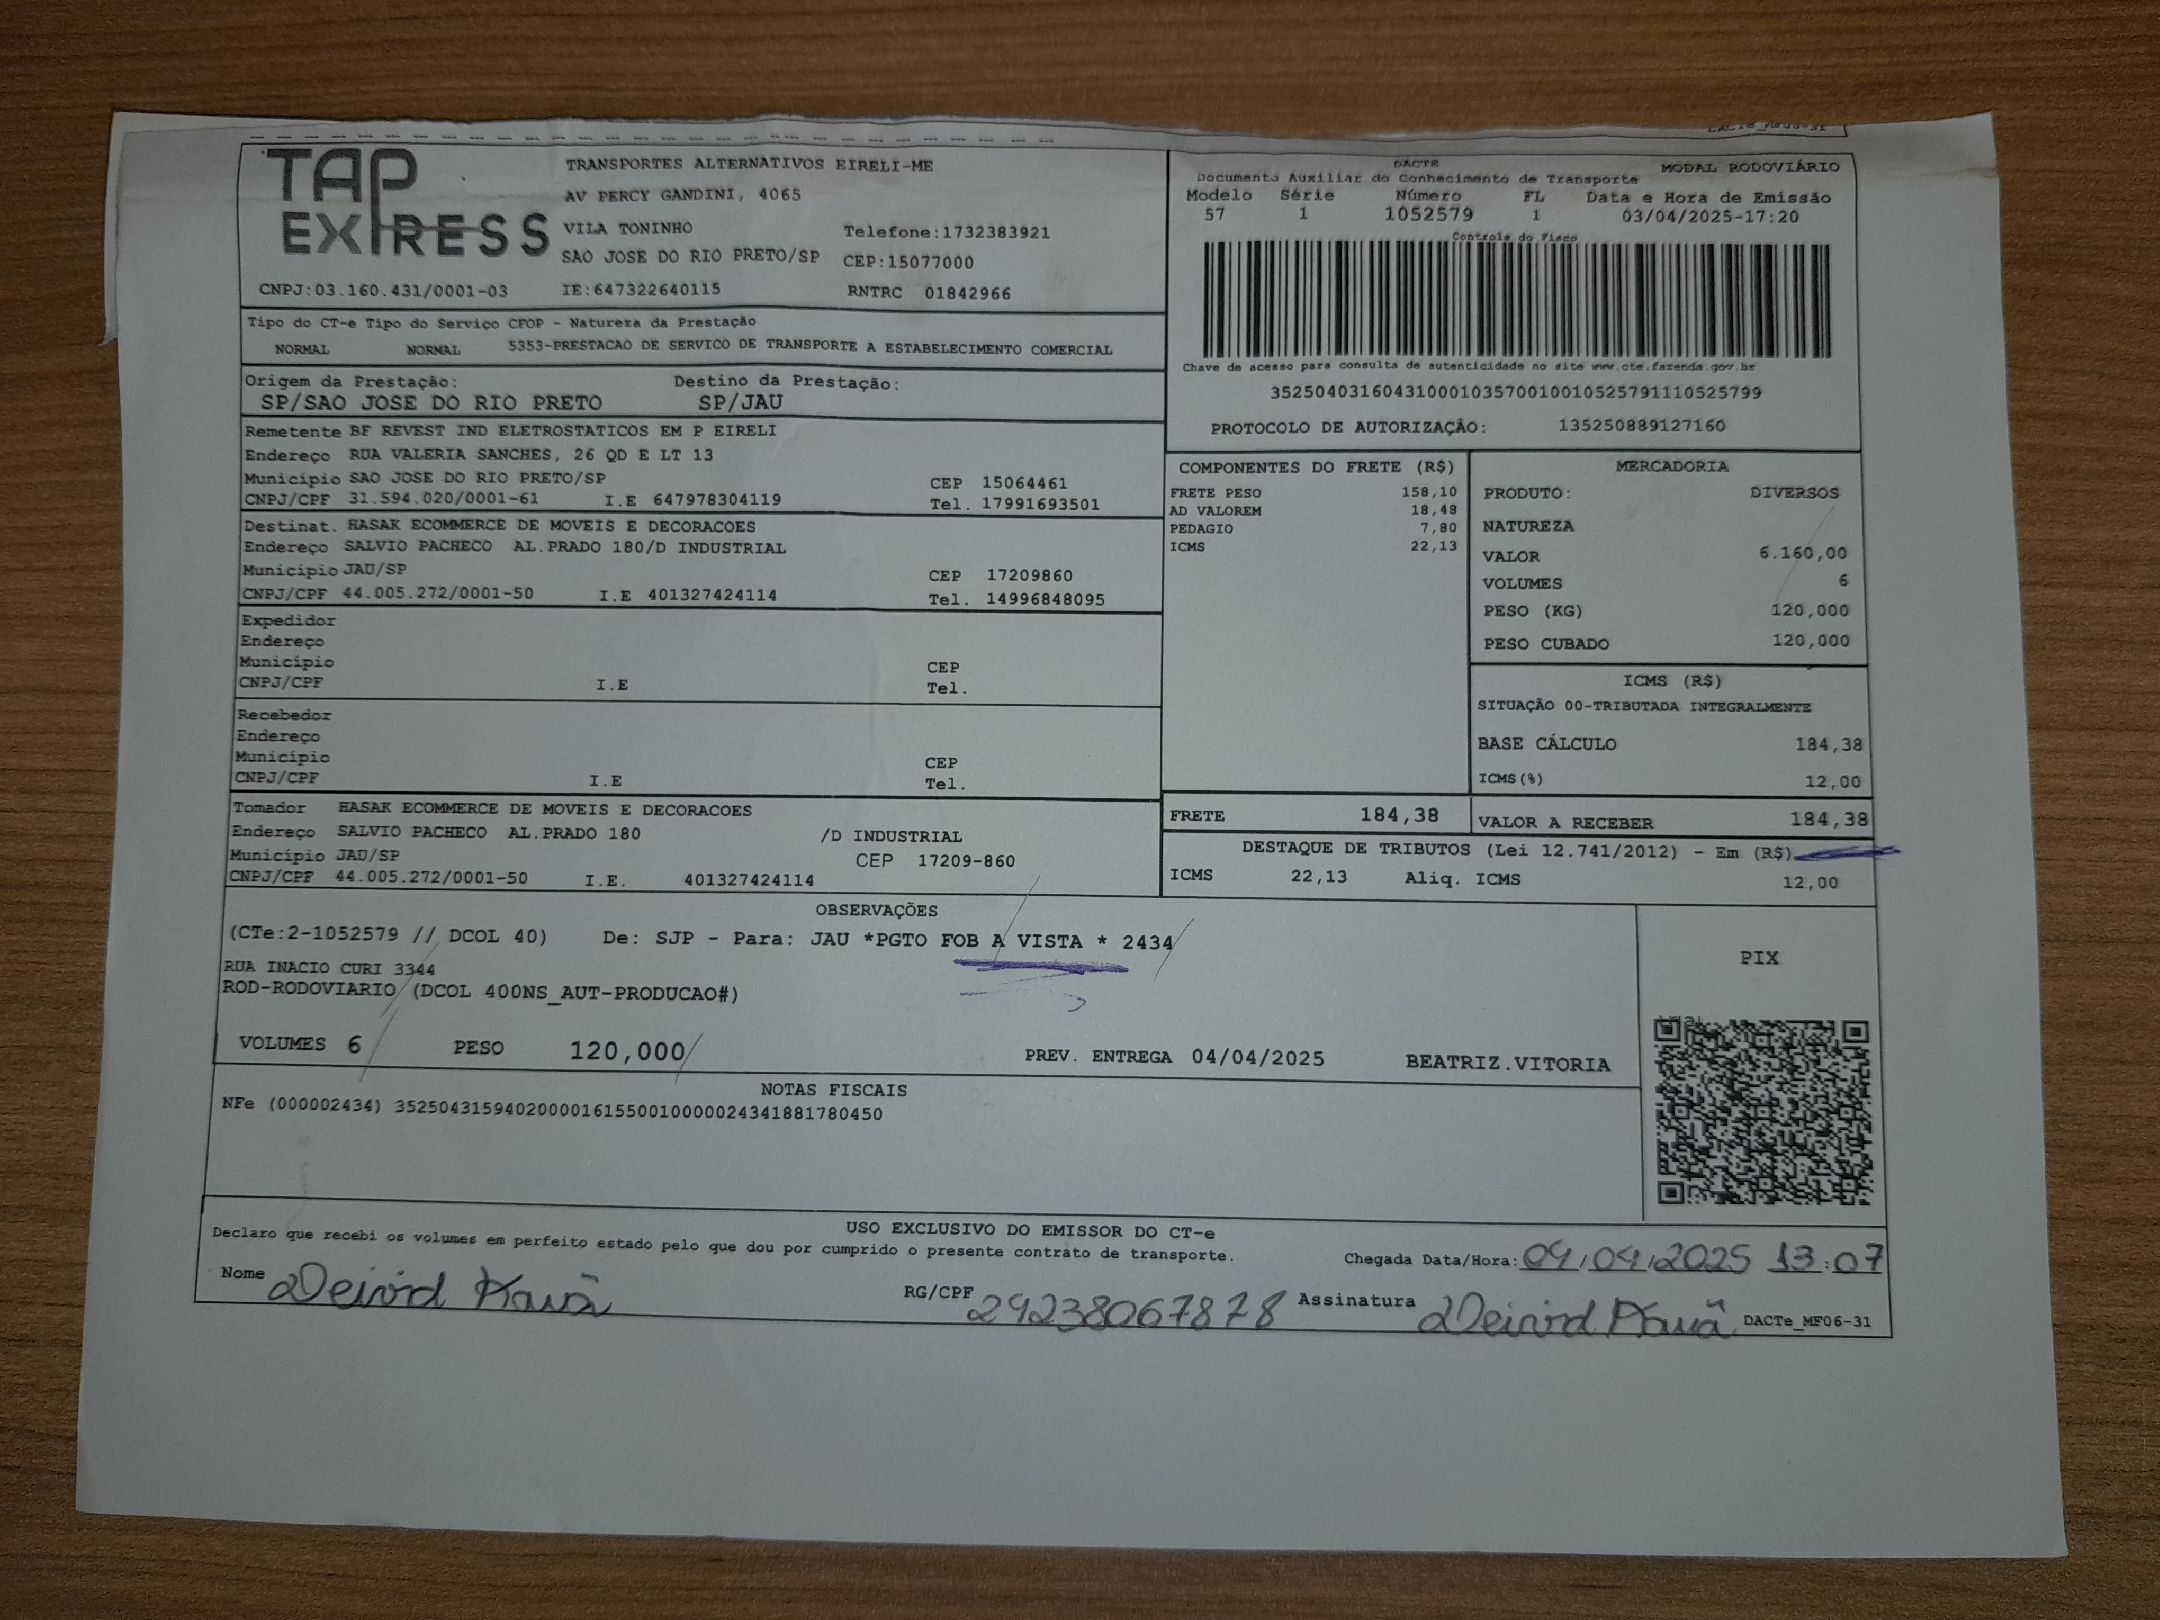 TAP EXPRESS
TRANSPORTES ALTERNATIVOS EIRELI-ME
AV PERCY GANDINI, 4065
VILA TONINHO
Telefone:1732383921
SAO JOSE DO RIO PRETO/SP CEP:15077000
CNPJ:03.160.431/0001-03 IE:647322640115 RNTRC 01842966
Tipo do CT-e Tipo do Serviço CFOP - Natureza da Prestação
NORMAL NORMAL 5353-PRESTACAO DE SERVICO DE TRANSPORTE A ESTABELECIMENTO COMERCIAL
Origem da Prestação: Destino da Prestação:
SP/SAO JOSE DO RIO PRETO SP/JAU
DACTE MODAL RODOVIÁRIO
Documento Auxiliar do Conhecimento de Transporte
Modelo Série Número FL Data e Hora de Emissão
57 1 1052579 1 03/04/2025-17:20
Controle do Fisco
Chave de acesso para consulta de autenticidade no site www.cte.fazenda.gov.br
35250403160431000103570010010525791110525799
PROTOCOLO DE AUTORIZAÇÃO: 135250889127160
Remetente BF REVEST IND ELETROSTATICOS EM P EIRELI
Endereço RUA VALERIA SANCHES, 26 QD E LT 13
Município SAO JOSE DO RIO PRETO/SP CEP 15064461
CNPJ/CPF 31.594.020/0001-61 I.E 647978304119 Tel. 17991693501
Destinat. HASAK ECOMMERCE DE MOVEIS E DECORACOES
Endereço SALVIO PACHECO AL.PRADO 180/D INDUSTRIAL
Município JAU/SP CEP 17209860
CNPJ/CPF 44.005.272/0001-50 I.E 401327424114 Tel. 14996848095
Expedidor
Endereço
Município CEP
CNPJ/CPF I.E Tel.
Recebedor
Endereço
Município CEP
CNPJ/CPF I.E Tel.
Tomador HASAK ECOMMERCE DE MOVEIS E DECORACOES
Endereço SALVIO PACHECO AL.PRADO 180 /D INDUSTRIAL
Município JAU/SP CEP 17209-860
CNPJ/CPF 44.005.272/0001-50 I.E. 401327424114
COMPONENTES DO FRETE (R$)
FRETE PESO 158,10
AD VALOREM 18,48
PEDAGIO 7,80
ICMS 22,13
MERCADORIA
PRODUTO: DIVERSOS
NATUREZA
VALOR 6.160,00
VOLUMES 6
PESO (KG) 120,000
PESO CUBADO 120,000
ICMS (R$)
SITUAÇÃO 00-TRIBUTADA INTEGRALMENTE
BASE CÁLCULO 184,38
ICMS(%) 12,00
FRETE 184,38 VALOR A RECEBER 184,38
DESTAQUE DE TRIBUTOS (Lei 12.741/2012) - Em (R$)
ICMS 22,13 Aliq. ICMS 12,00
OBSERVAÇÕES
(CTe:2-1052579 // DCOL 40) De: SJP - Para: JAU *PGTO FOB A VISTA * 2434
RUA INACIO CURI 3344
ROD-RODOVIARIO (DCOL 400NS_AUT-PRODUCAO#)
VOLUMES 6 PESO 120,000 PREV. ENTREGA 04/04/2025 BEATRIZ.VITORIA
PIX
NOTAS FISCAIS
NFe (000002434) 35250431594020000161550010000024341881780450
USO EXCLUSIVO DO EMISSOR DO CT-e
Declaro que recebi os volumes em perfeito estado pelo que dou por cumprido o presente contrato de transporte.
Chegada Data/Hora: 04/04/2025 13:07
Nome Deivid Kauã RG/CPF 24238067878 Assinatura Deivid Kauã DACTe_MF06-31